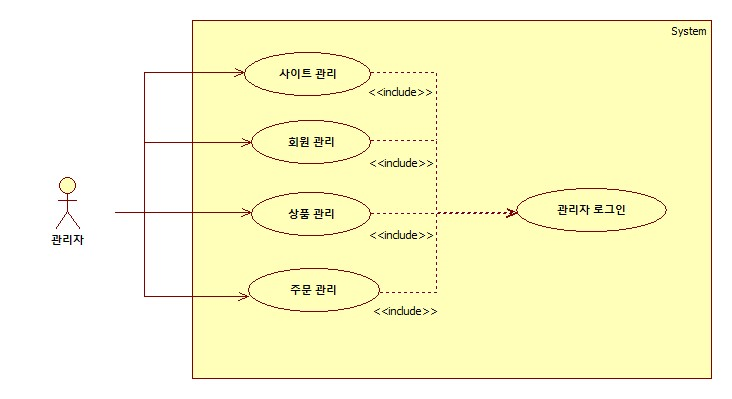 System
사이트 관리
<<include>>
회원 관리
<<include>>
상품 관리
관리자 로그인
<<include>>
관리자
주문 관리
<<include>>